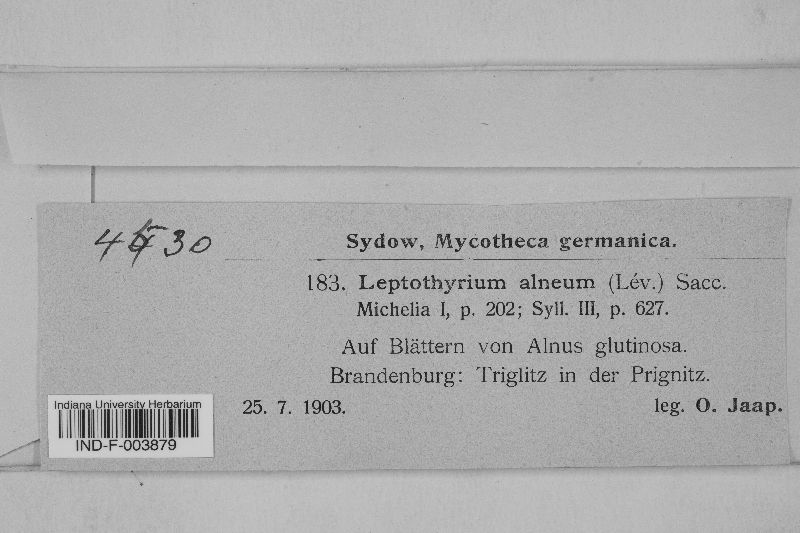 Sydow, Mycotheca germanica.
183. Leptothyrium alneum (Lév.) Sacc.
Michelia I, p. 202; Syll. III, p. 627.
Auf Blättern von Alnus glutinosa.
Brandenburg: Triglitz in der Prignitz.
25. 7. 1903. leg. O. Jaap.
Indiana University Herbarium
IND-F-003879